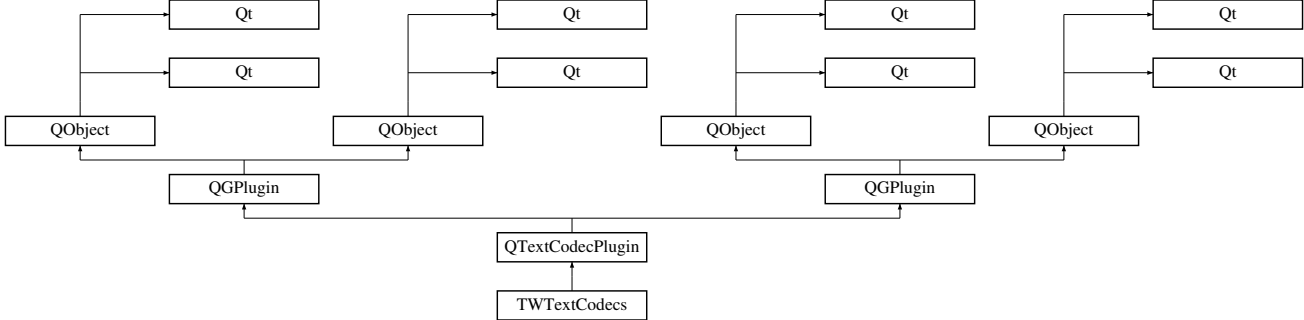 Qt Qt Qt Qt
Qt Qt Qt Qt
QObject QObject QObject QObject
QGPlugin QGPlugin
QTextCodecPlugin
TWTextCodecs